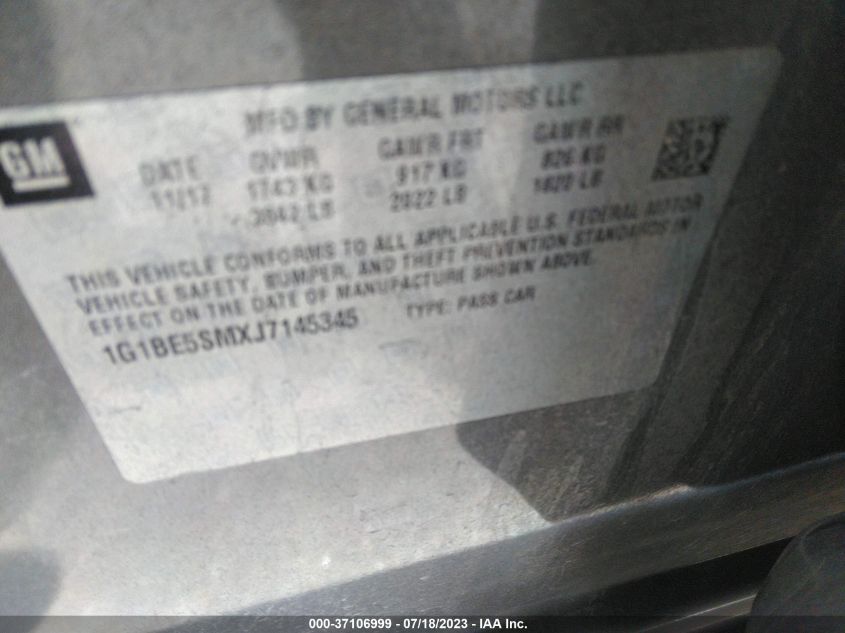 GM
MFD BY GENERAL MOTORS LLC
DATE GVWR GAWR FRT GAWR RR
11/17 1743 KG 917 KG 826 KG
3842 LB 2022 LB 1822 LB
THIS VEHICLE CONFORMS TO ALL APPLICABLE U.S. FEDERAL MOTOR
VEHICLE SAFETY, BUMPER, AND THEFT PREVENTION STANDARDS IN
EFFECT ON THE DATE OF MANUFACTURE SHOWN ABOVE.
1G1BE5SMXJ7145345 TYPE: PASS CAR
000-37106999 / 07/18/2023 - IAA Inc.